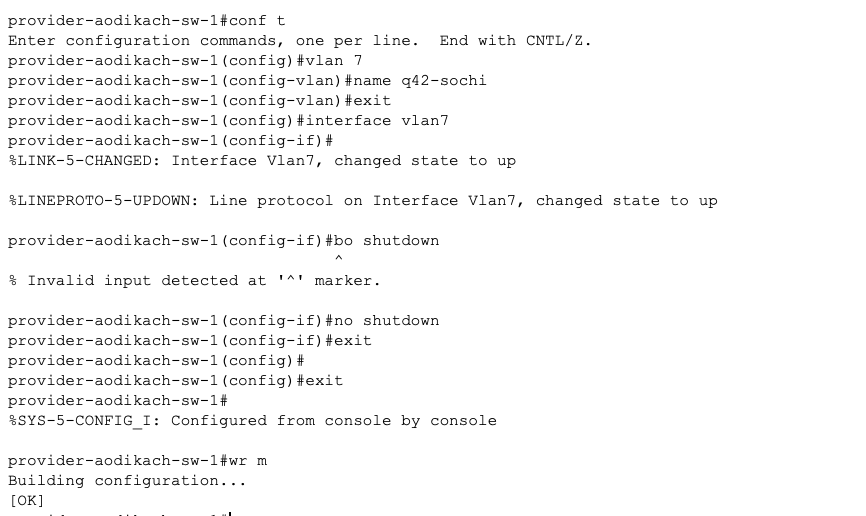 provider-aodikach-sw-1#conf t
Enter configuration commands, one per line.  End with CNTL/Z.
provider-aodikach-sw-1(config)#vlan 7
provider-aodikach-sw-1(config-vlan)#name q42-sochi
provider-aodikach-sw-1(config-vlan)#exit
provider-aodikach-sw-1(config)#interface vlan7
provider-aodikach-sw-1(config-if)#
%LINK-5-CHANGED: Interface Vlan7, changed state to up
%LINEPROTO-5-UPDOWN: Line protocol on Interface Vlan7, changed state to up
provider-aodikach-sw-1(config-if)#bo shutdown
^
% Invalid input detected at '^' marker.
provider-aodikach-sw-1(config-if)#no shutdown
provider-aodikach-sw-1(config-if)#exit
provider-aodikach-sw-1(config)#
provider-aodikach-sw-1(config)#exit
provider-aodikach-sw-1#
%SYS-5-CONFIG_I: Configured from console by console
provider-aodikach-sw-1#wr m
Building configuration...
[OK]